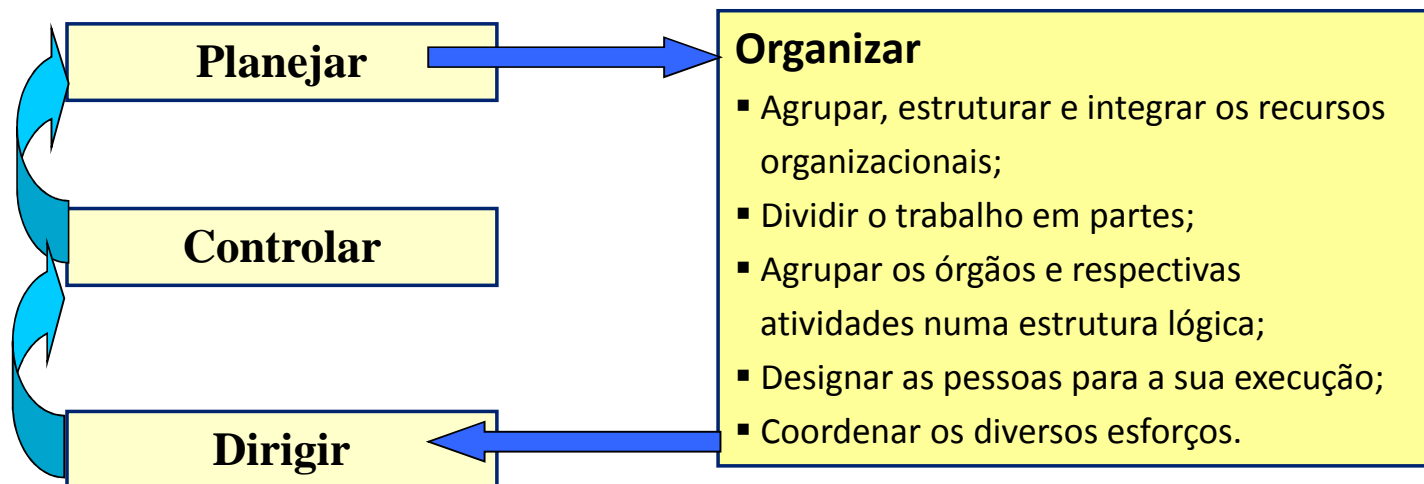 Planejar
Controlar
Dirigir
Organizar
▪ Agrupar, estruturar e integrar os recursos
organizacionais;
▪ Dividir o trabalho em partes;
▪ Agrupar os órgãos e respectivas
atividades numa estrutura lógica;
▪ Designar as pessoas para a sua execução;
▪ Coordenar os diversos esforços.